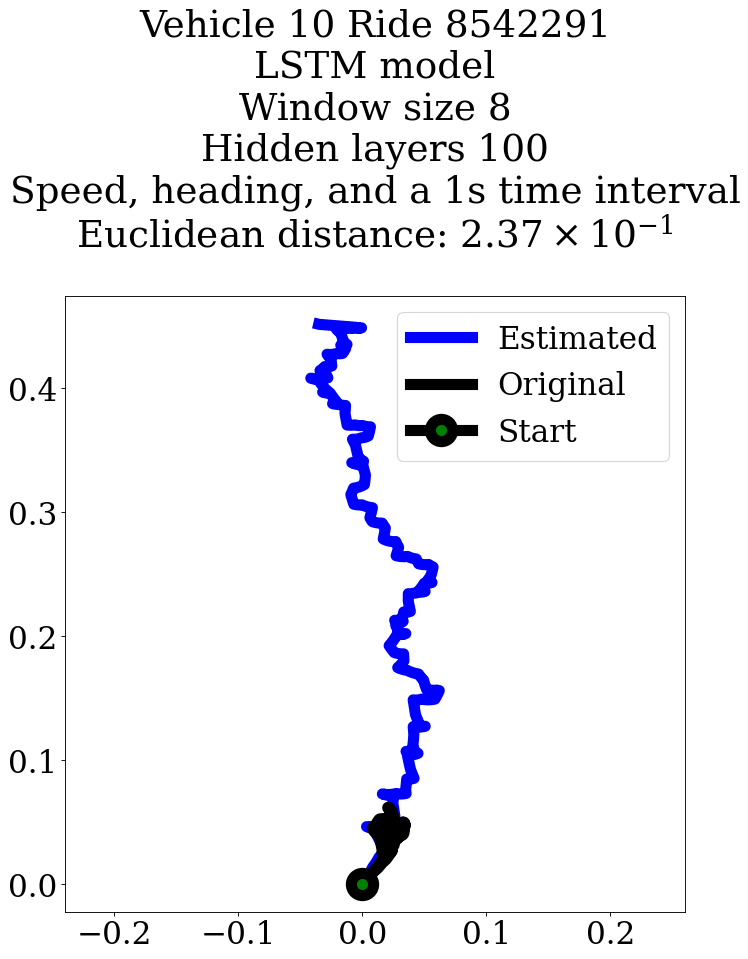 Vehicle 10 Ride 8542291
LSTM model
Window size 8
Hidden layers 100
Speed, heading, and a 1s time interval
Euclidean distance: 2.37 × 10⁻¹
Estimated
Original
Start
0.4
0.3
0.2
0.1
0.0
−0.2 −0.1 0.0 0.1 0.2